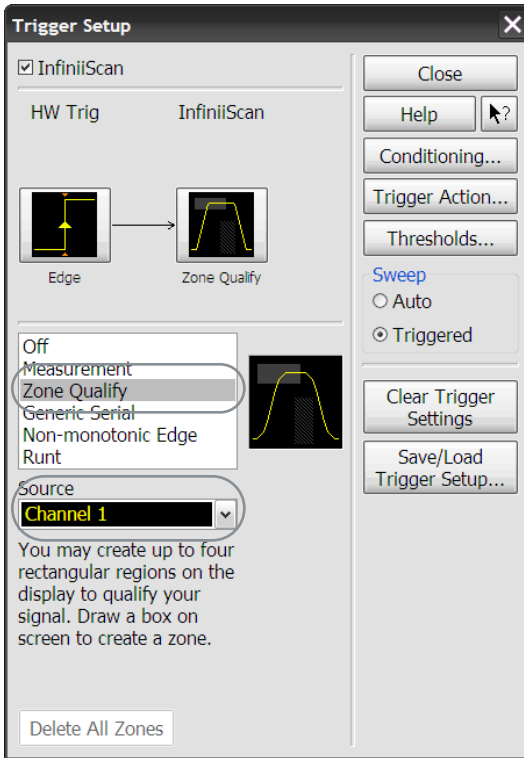 Trigger Setup
InfiniiScan
HW Trig
InfiniiScan
Edge
Zone Qualify
Off
Measurement
Zone Qualify
Generic Serial
Non-monotonic Edge
Runt
Source
Channel 1
You may create up to four
rectangular regions on the
display to qualify your
signal. Draw a box on
screen to create a zone.
Delete All Zones
Close
Help
?
Conditioning...
Trigger Action...
Thresholds...
Sweep
Auto
Triggered
Clear Trigger
Settings
Save/Load
Trigger Setup...